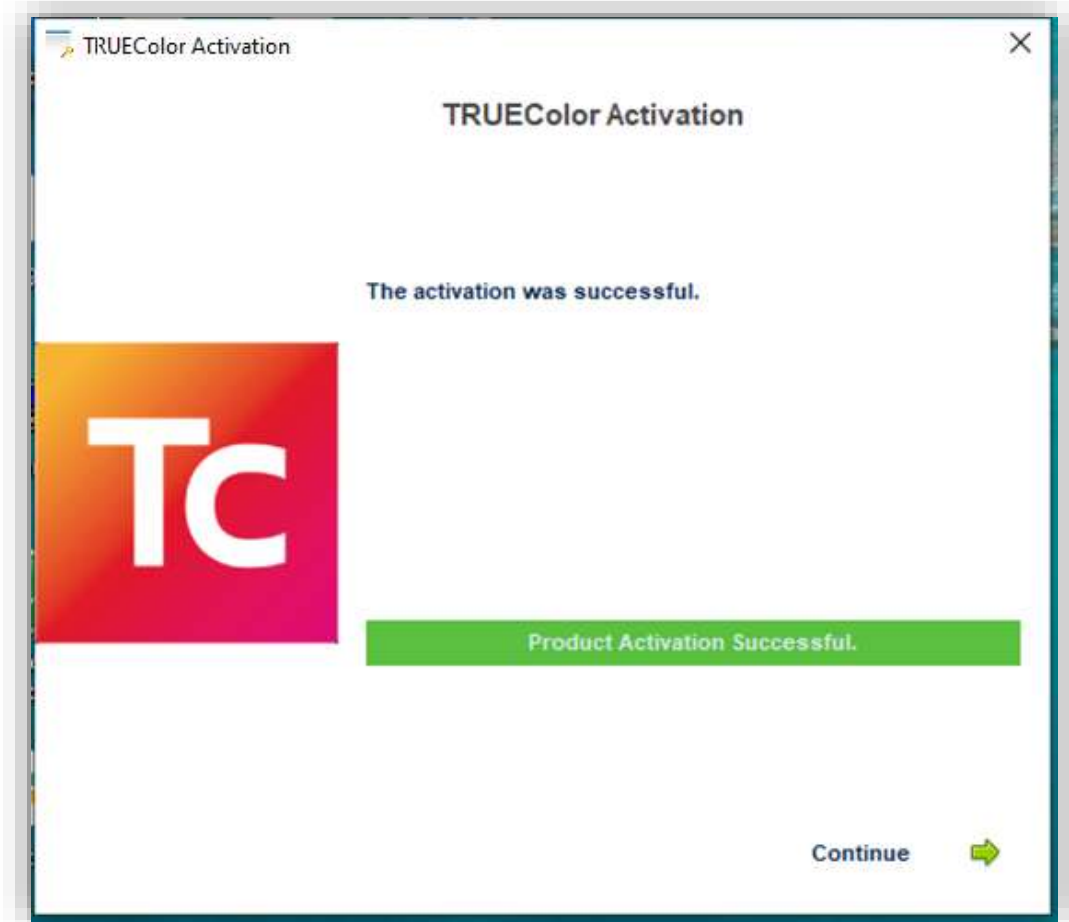 TRUEColor Activation
TRUEColor Activation
The activation was successful.
Tc
Product Activation Successful.
Continue